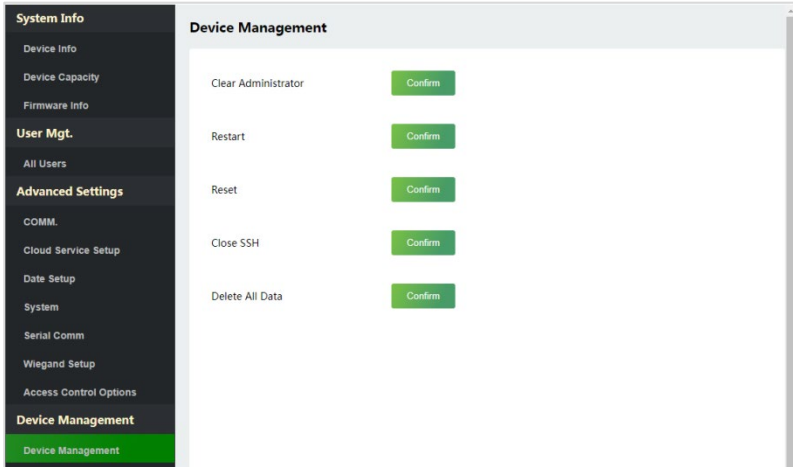 System Info
Device Info
Device Capacity
Firmware Info
User Mgt.
All Users
Advanced Settings
COMM.
Cloud Service Setup
Date Setup
System
Serial Comm
Wiegand Setup
Access Control Options
Device Management
Device Management
Device Management
Clear Administrator Confirm
Restart Confirm
Reset Confirm
Close SSH Confirm
Delete All Data Confirm